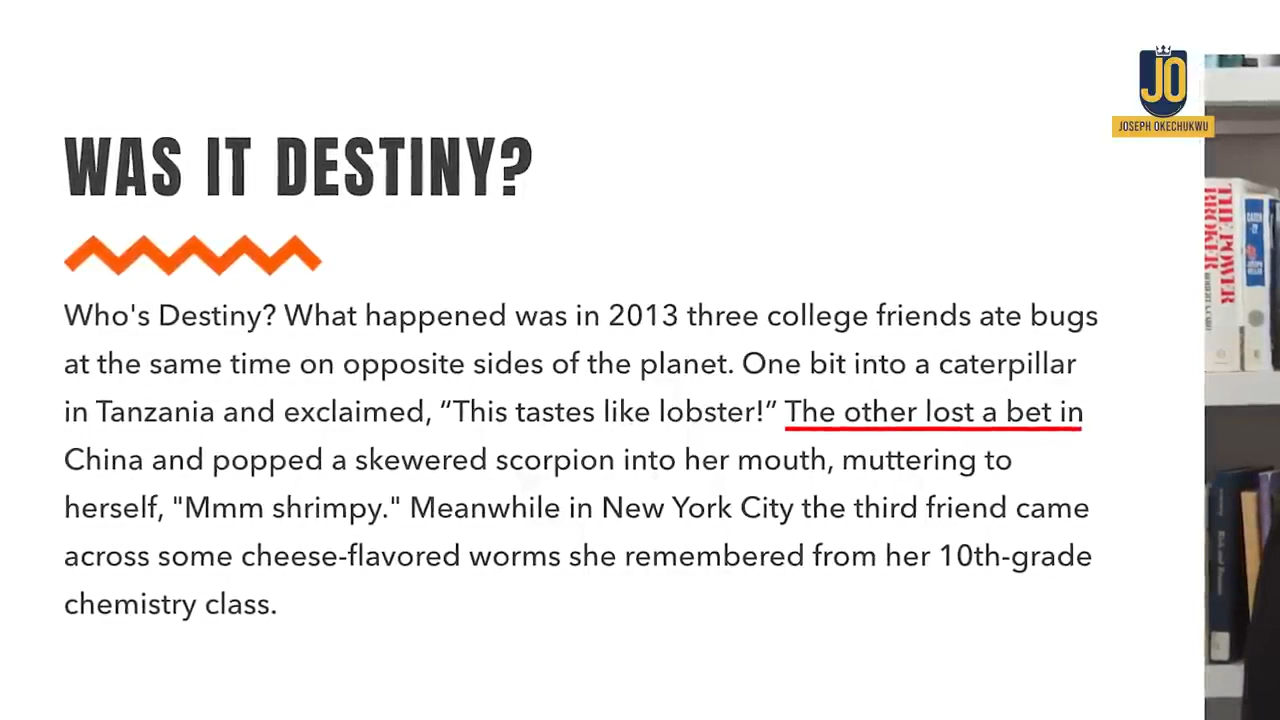 WAS IT DESTINY?
Who's Destiny? What happened was in 2013 three college friends ate bugs
at the same time on opposite sides of the planet. One bit into a caterpillar
in Tanzania and exclaimed, “This tastes like lobster!” The other lost a bet in
China and popped a skewered scorpion into her mouth, muttering to
herself, "Mmm shrimpy." Meanwhile in New York City the third friend came
across some cheese-flavored worms she remembered from her 10th-grade
chemistry class.
JO
JOSEPH OKECHUKWU
THE POWER
BROKER